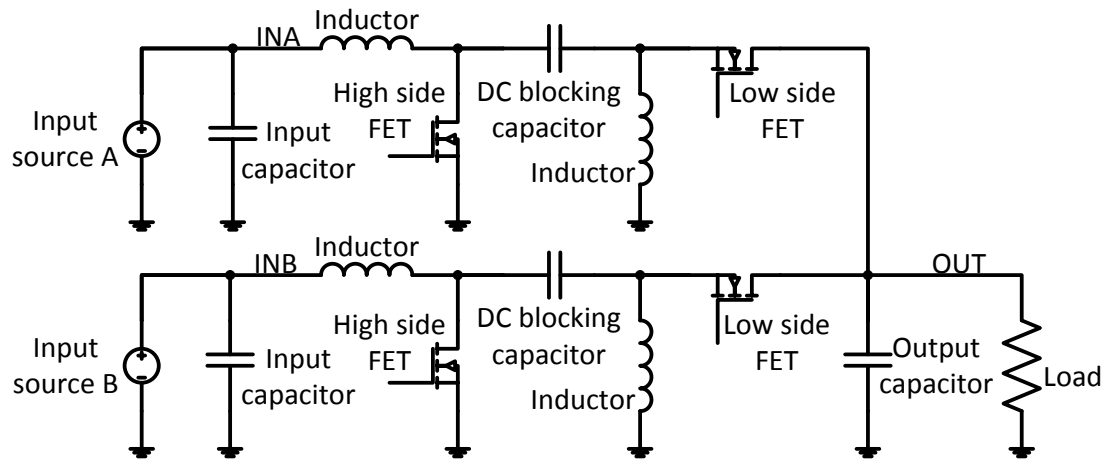 Inductor
INA
High side
FET
DC blocking
capacitor
Low side
FET
Input
source A
+
-
Input
capacitor
Inductor
Inductor
INB
OUT
High side
FET
DC blocking
capacitor
Low side
FET
Input
source B
+
-
Input
capacitor
Inductor
Output
capacitor
Load